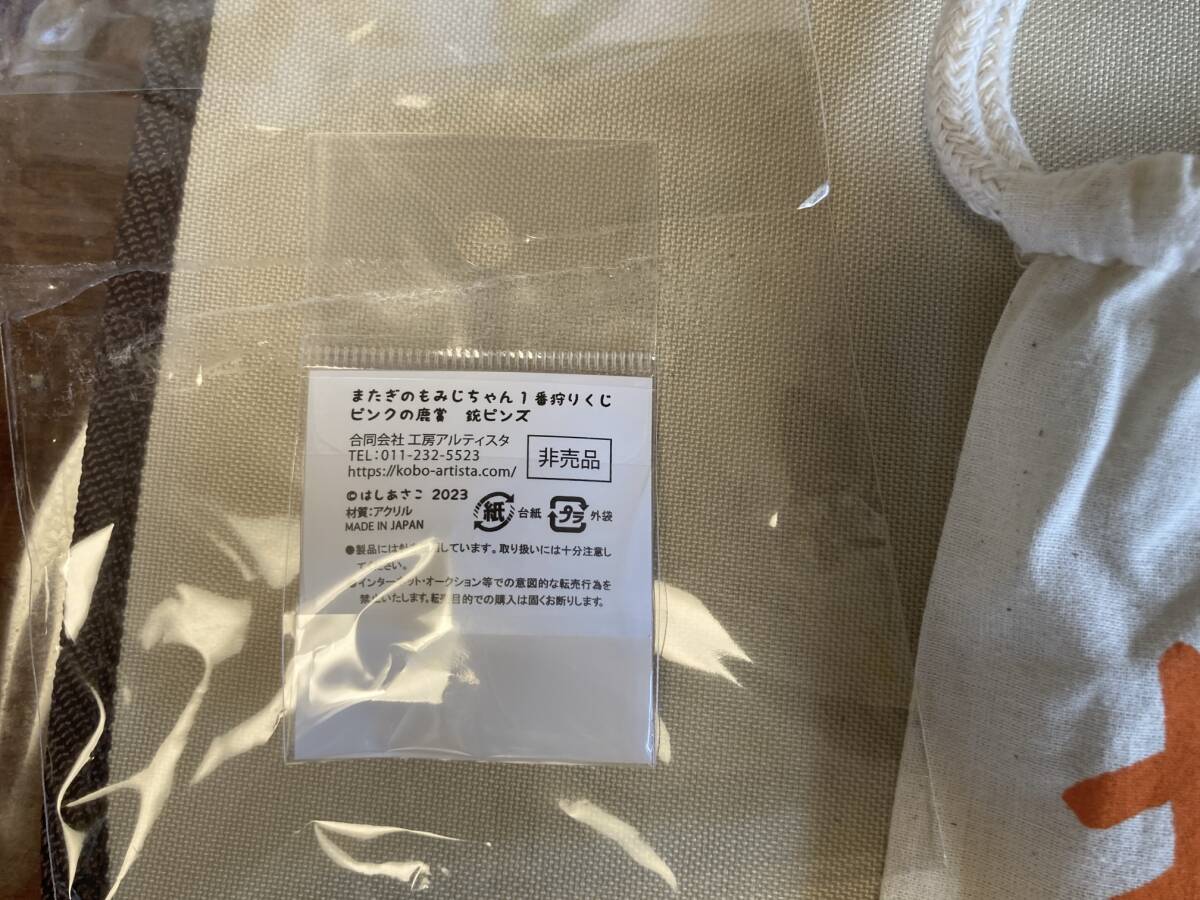 またぎのもみじちゃん1番狩りくじ
ピンクの鹿賞 銃ピンズ
合同会社 工房アルティスタ
TEL:011-232-5523
https://kobo-artista.com/
非売品
©はしあさこ 2023
材質:アクリル
MADE IN JAPAN
紙 台紙 プラ 外袋
●製品には しています。取り扱いには十分注意し
ください。
●インターネット・オークション等での意図的な転売行為を
禁止いたします。転売目的での購入は固くお断りします。